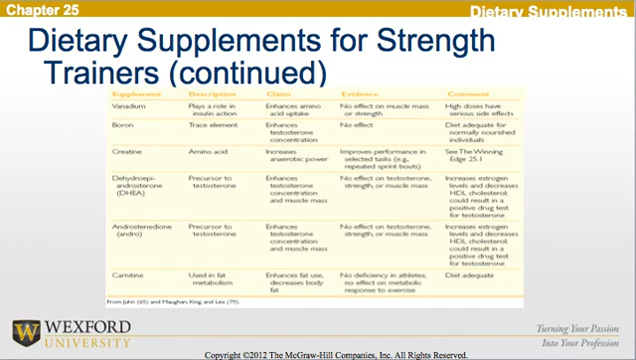 Chapter 25
Dietary Supplements
Dietary Supplements for Strength
Trainers (continued)
Supplement Description Claim Evidence Comment
Vanadium Plays a role in insulin action Enhances amino acid uptake No effect on muscle mass or strength High doses have serious side effects
Boron Trace element Enhances testosterone concentration No effect Diet adequate for normally nourished individuals
Creatine Amino acid Increases anaerobic power Improves performance in selected tasks (e.g., repeated sprint bouts) See The Winning Edge 25.1
Dehydroepi-androsterone (DHEA) Precursor to testosterone Enhances testosterone concentration and muscle mass No effect on testosterone, strength, or muscle mass Increases estrogen levels and decreases HDL cholesterol; could result in a positive drug test for testosterone
Androstenedione (andro) Precursor to testosterone Enhances testosterone concentration and muscle mass No effect on testosterone, strength, or muscle mass Increases estrogen levels and decreases HDL cholesterol; could result in a positive drug test for testosterone
Carnitine Used in fat metabolism Enhances fat use, decreases body fat No deficiency in athletes; no effect on metabolic response to exercise Diet adequate
From John (65) and Maughan, King, and Lea (79).
WEXFORD
UNIVERSITY
Turning Your Passion
Into Your Profession
Copyright ©2012 The McGraw-Hill Companies, Inc. All Rights Reserved.